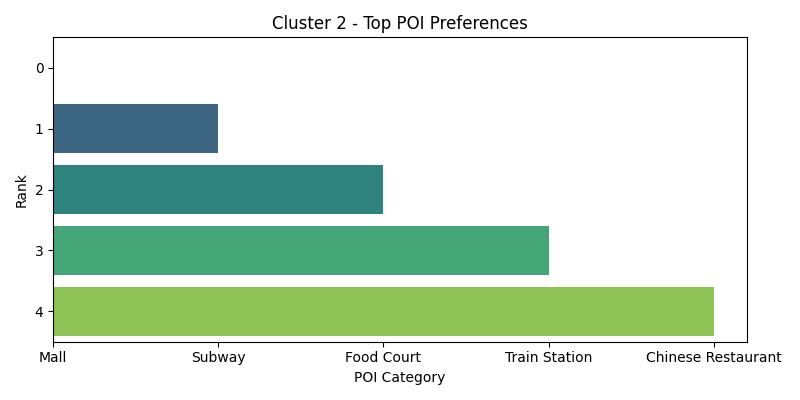 Cluster 2 - Top POI Preferences
Rank
0
1
2
3
4
Mall Subway Food Court Train Station Chinese Restaurant
POI Category